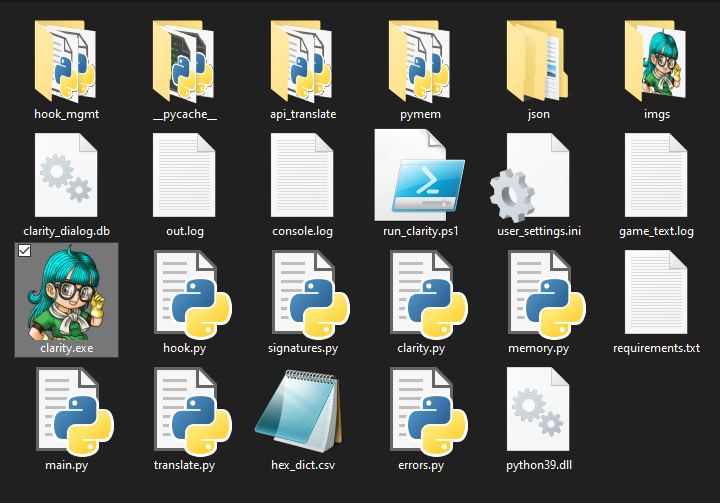 hook_mgmt
__pycache__
api_translate
pymem
json
imgs
clarity_dialog.db
out.log
console.log
run_clarity.ps1
user_settings.ini
game_text.log
clarity.exe
hook.py
signatures.py
clarity.py
memory.py
requirements.txt
main.py
translate.py
hex_dict.csv
errors.py
python39.dll